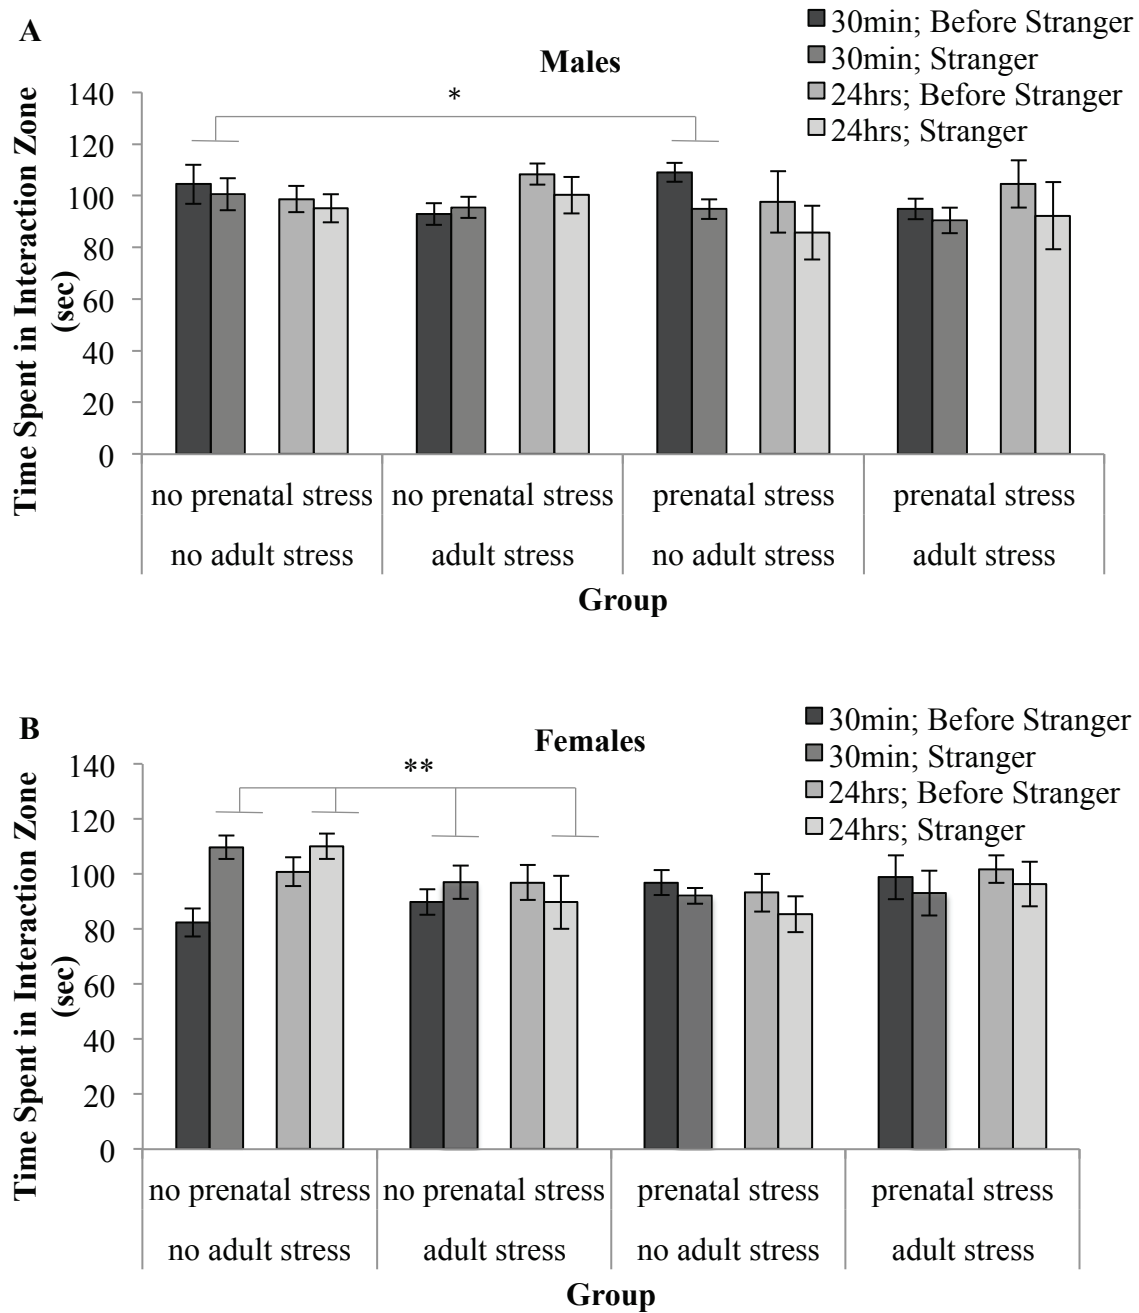 A
Males
30min; Before Stranger
30min; Stranger
24hrs; Before Stranger
24hrs; Stranger
Time Spent in Interaction Zone
(sec)
140
120
100
80
60
40
20
0
*
no prenatal stress
no prenatal stress
prenatal stress
prenatal stress
no adult stress
adult stress
no adult stress
adult stress
Group
B
Females
30min; Before Stranger
30min; Stranger
24hrs; Before Stranger
24hrs; Stranger
Time Spent in Interaction Zone
(sec)
140
120
100
80
60
40
20
0
**
no prenatal stress
no prenatal stress
prenatal stress
prenatal stress
no adult stress
adult stress
no adult stress
adult stress
Group